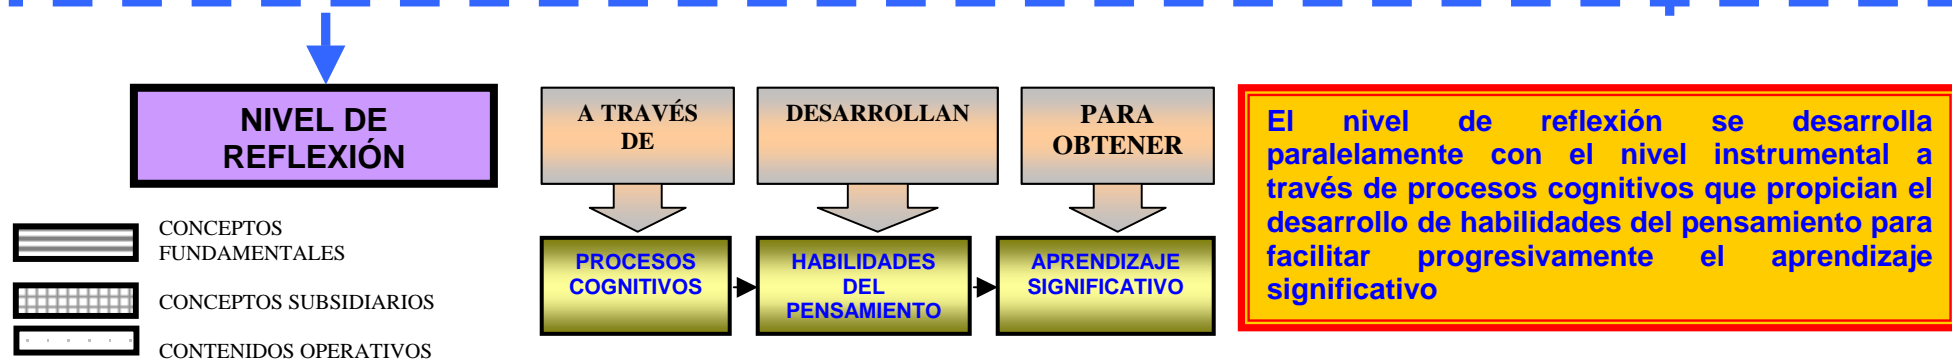 NIVEL DE
REFLEXIÓN
A TRAVÉS
DE
DESARROLLAN
PARA
OBTENER
PROCESOS
COGNITIVOS
HABILIDADES
DEL
PENSAMIENTO
APRENDIZAJE
SIGNIFICATIVO
El nivel de reflexión se desarrolla
paralelamente con el nivel instrumental a
través de procesos cognitivos que propician el
desarrollo de habilidades del pensamiento para
facilitar progresivamente el aprendizaje
significativo
CONCEPTOS
FUNDAMENTALES
CONCEPTOS SUBSIDIARIOS
CONTENIDOS OPERATIVOS